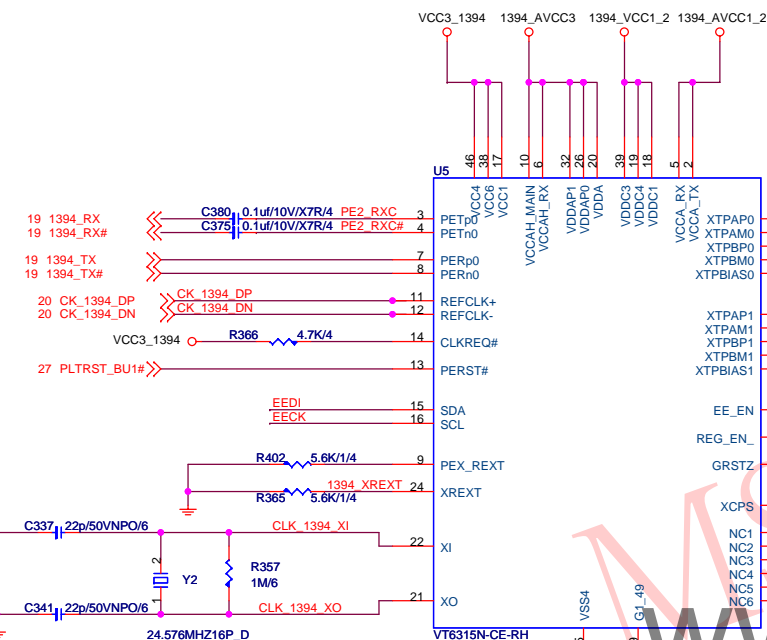 VCC3_1394 1394_AVCC3 1394_VCC1_2 1394_AVCC1_2
46 38 17 10 6 32 26 20 39 19 18 5 2
U5
VCC4 VCC6 VCC1 VCCAH_MAIN VCCAH_RX VDDAP1 VDDAP0 VDDA VDDC3 VDDC4 VDDC1 VCCA_RX VCCA_TX
19 1394_RX C380 0.1uf/10V/X7R/4 PE2_RXC 3 PETp0 XTPAP0
19 1394_RX# C375 0.1uf/10V/X7R/4 PE2_RXC# 4 PETn0 XTPAM0
XTPBP0
19 1394_TX 7 PERp0 XTPBM0
19 1394_TX# 8 PERn0 XTPBIAS0
20 CK_1394_DP CK_1394_DP 11 REFCLK+
20 CK_1394_DN CK_1394_DN 12 REFCLK- XTPAP1
XTPAM1
VCC3_1394 R366 4.7K/4 14 CLKREQ# XTPBP1
XTPBM1
27 PLTRST_BU1# 13 PERST# XTPBIAS1
EEDI 15 SDA EE_EN
EECK 16 SCL
REG_EN_
R402 5.6K/1/4 9 PEX_REXT GRSTZ
1394_XREXT 24 XREXT
R365 5.6K/1/4
XCPS
C337 22p/50VNPO/6 CLK_1394_XI NC1
22 XI NC2
NC3
2 R357 NC4
Y2 1M/6 NC5
1 21 XO NC6
C341 22p/50VNPO/6 CLK_1394_XO VSS4 G1_49
24.576MHZ16P_D VT6315N-CE-RH